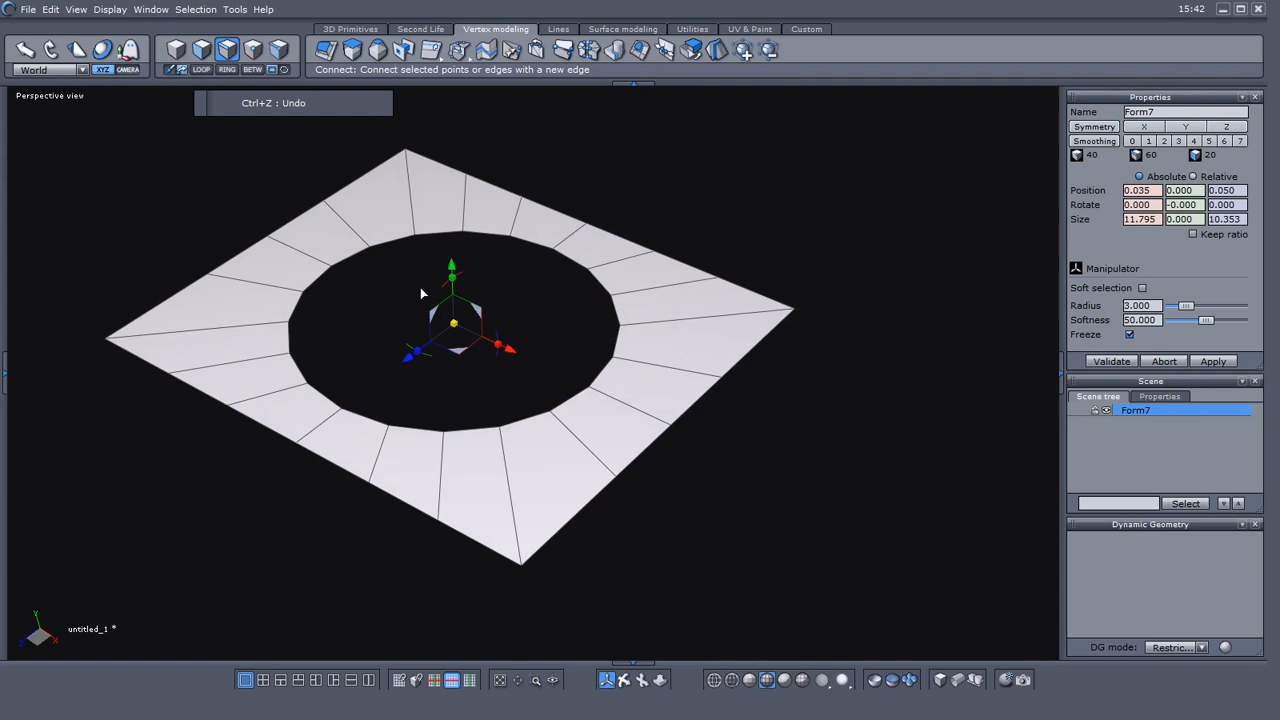 File Edit View Display Window Selection Tools Help 15:42
3D Primitives Second Life Vertex modeling Lines Surface modeling Utilities UV & Paint Custom
World XYZ CAMERA LOOP RING BETW
Connect: Connect selected points or edges with a new edge
Perspective view
Ctrl+Z : Undo
Properties
Name Form7
Symmetry X Y Z
Smoothing 0 1 2 3 4 5 6 7
40 60 20
Absolute Relative
Position 0.035 0.000 0.050
Rotate 0.000 -0.000 0.000
Size 11.795 0.000 10.353
Keep ratio
Manipulator
Soft selection
Radius 3.000
Softness 50.000
Freeze
Validate Abort Apply
Scene
Scene tree Properties
Form7
Select
Dynamic Geometry
DG mode: Restric...
Y
Z X
untitled_1 *